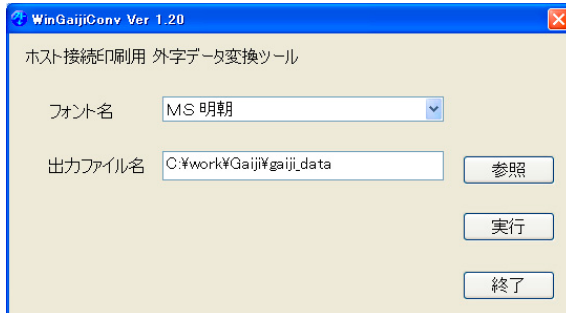 WinGaijiConv Ver 1.20
ホスト接続印刷用 外字データ変換ツール
フォント名
ＭＳ 明朝
出力ファイル名
C:¥work¥Gaiji¥gaiji_data
参照
実行
終了